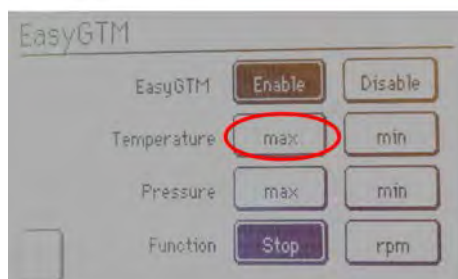 EasyGTM
EasyGTM Enable Disable
Temperature max min
Pressure max min
Function Stop rpm